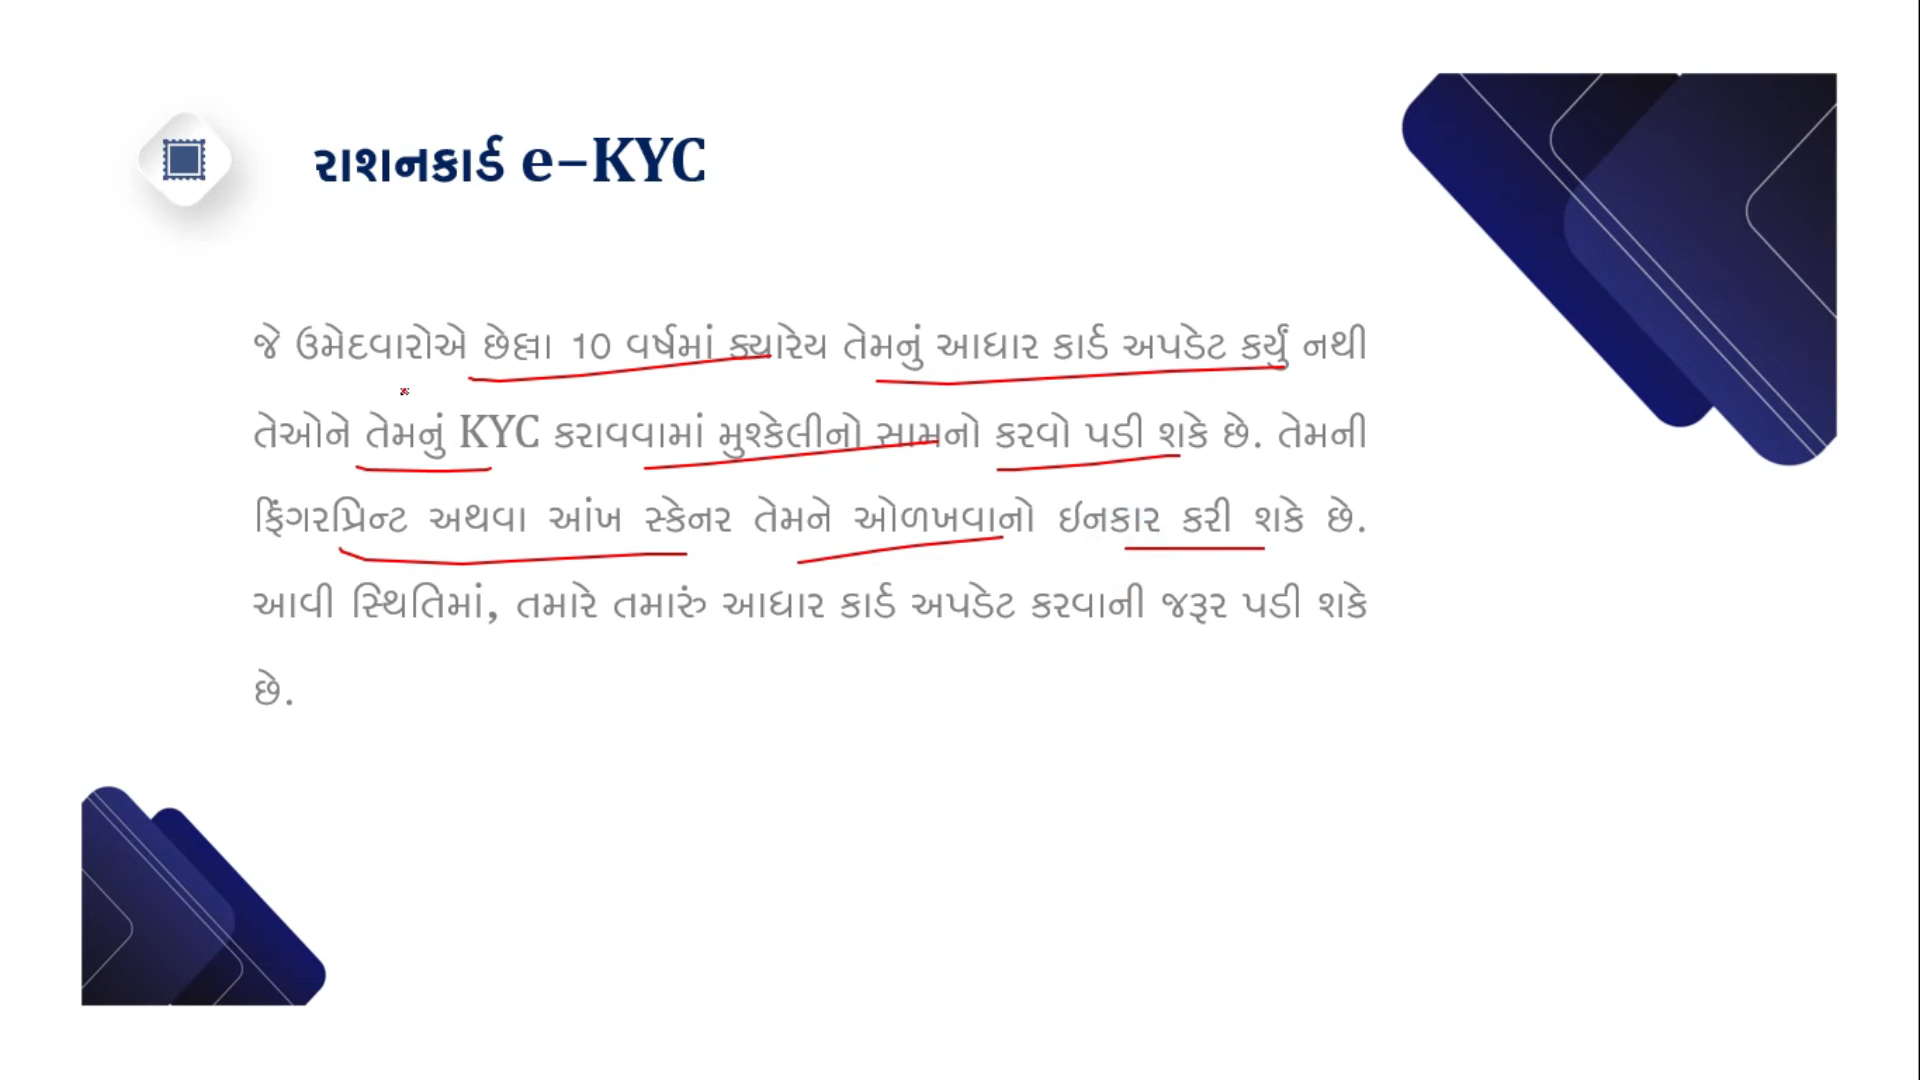 રાશનકાર્ડ e–KYC
જે ઉમેદવારોએ છેલ્લા 10 વર્ષમાં ક્યારેય તેમનું આધાર કાર્ડ અપડેટ કર્યું નથી
તેઓને તેમનું KYC કરાવવામાં મુશ્કેલીનો સામનો કરવો પડી શકે છે. તેમની
ફિંગરપ્રિન્ટ અથવા આંખ સ્કેનર તેમને ઓળખવાનો ઇનકાર કરી શકે છે.
આવી સ્થિતિમાં, તમારે તમારું આધાર કાર્ડ અપડેટ કરવાની જરૂર પડી શકે
છે.